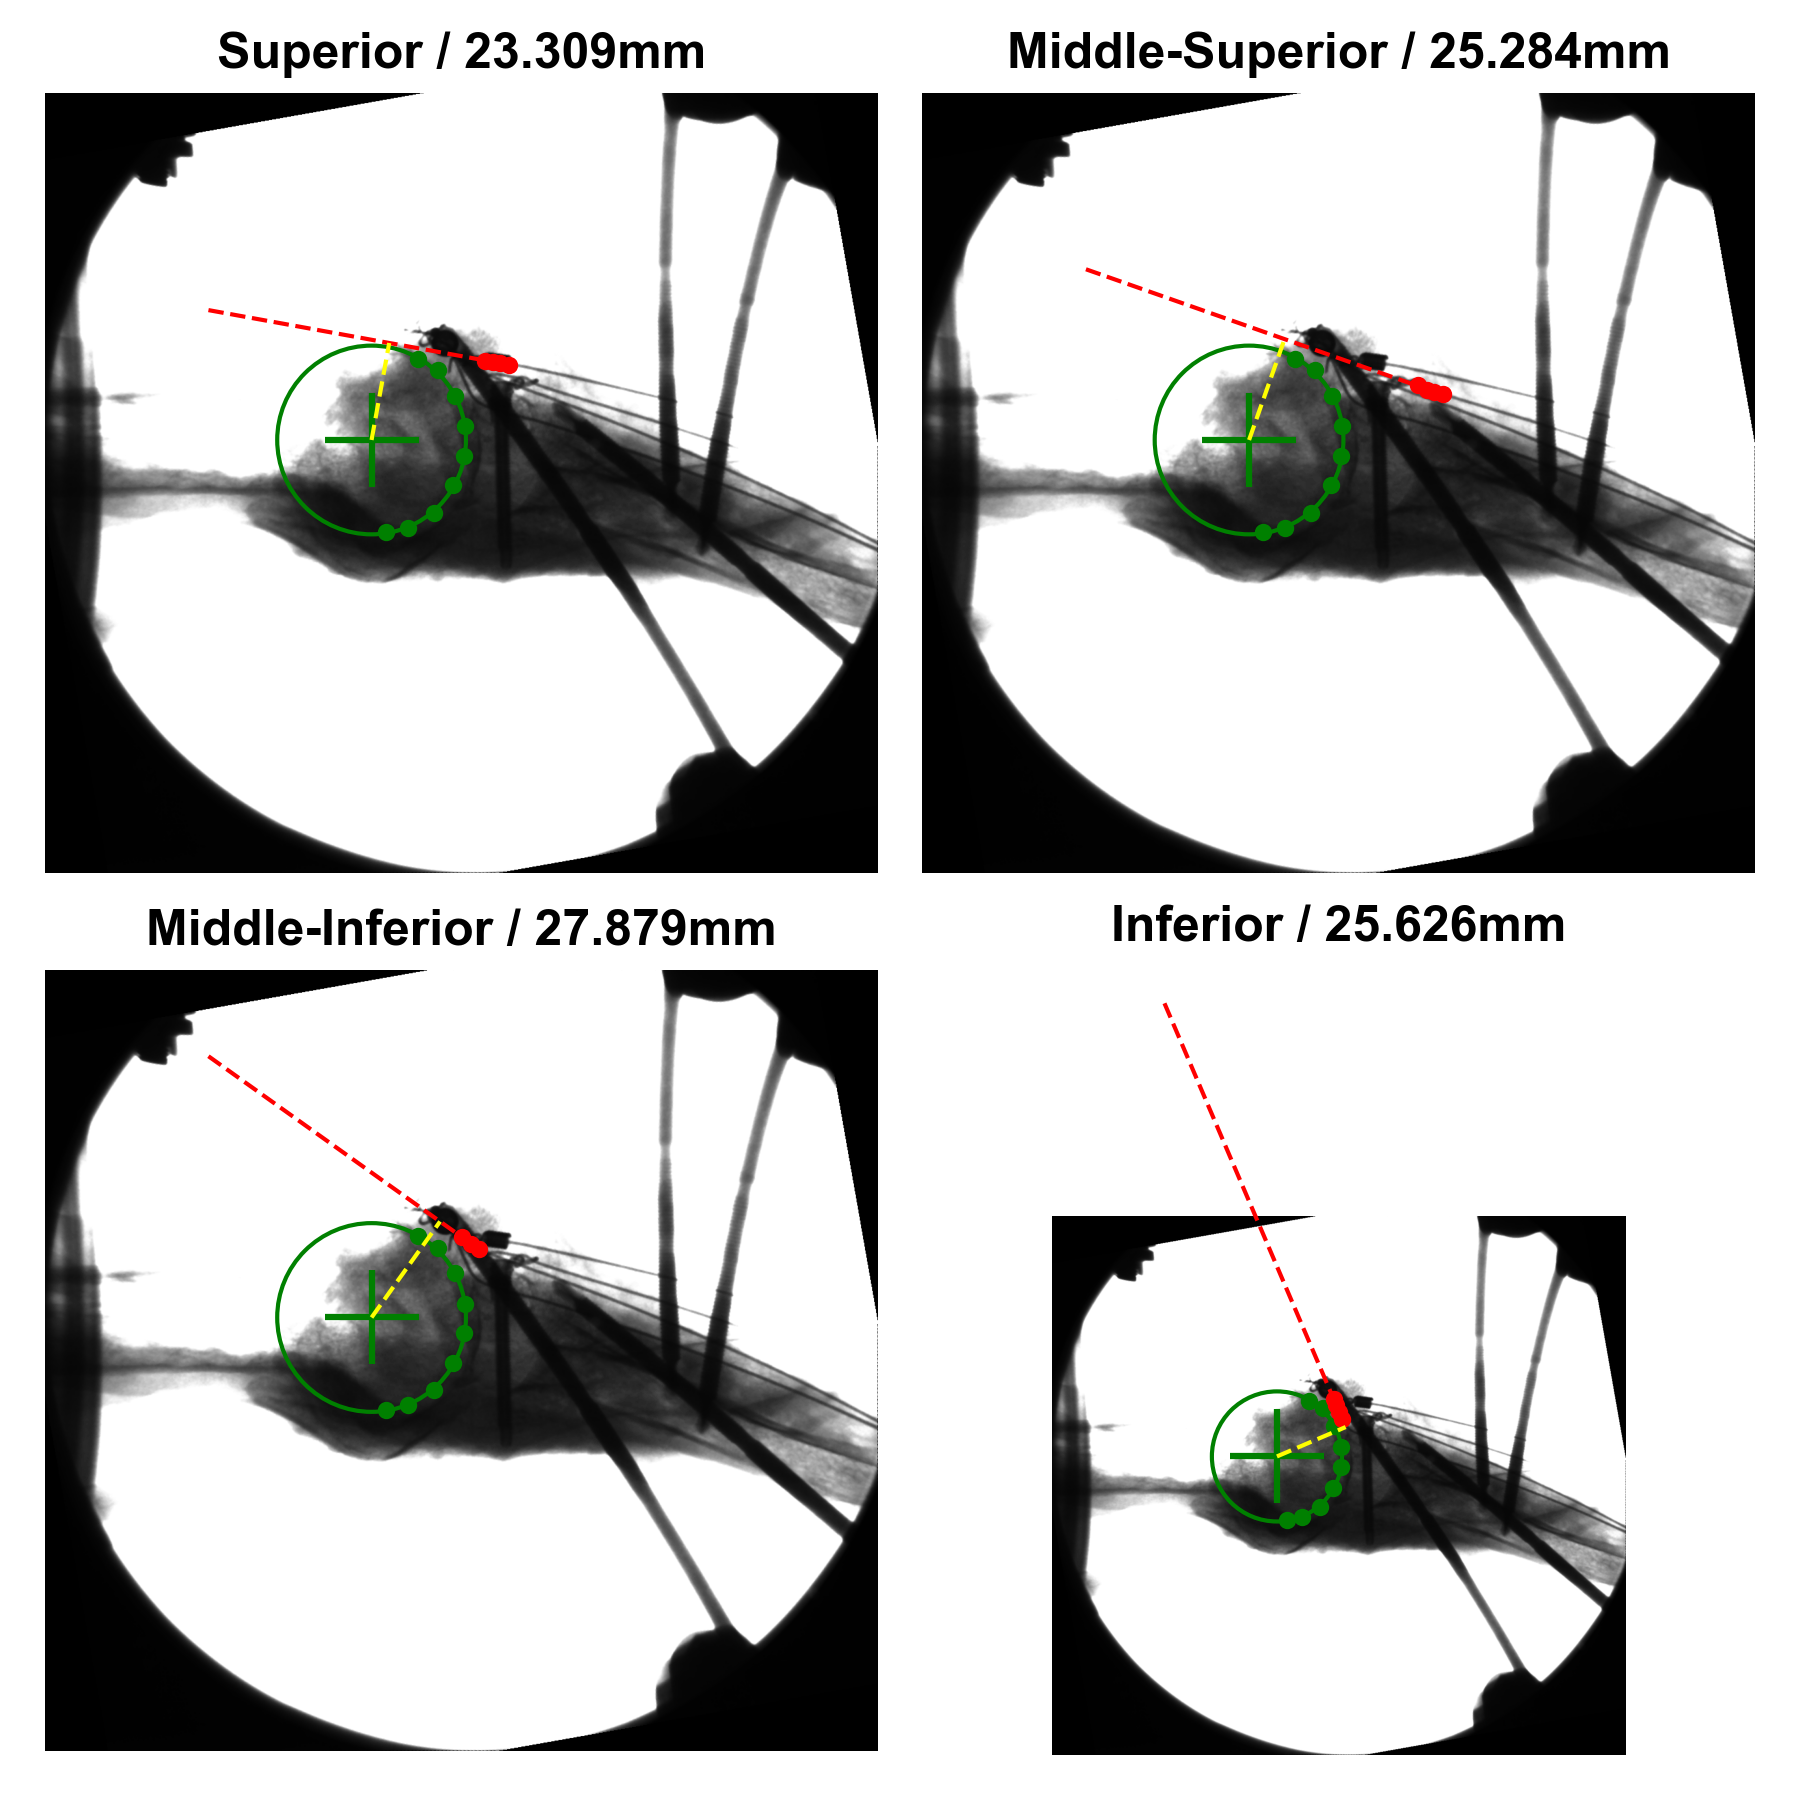 Superior / 23.309mm
Middle-Superior / 25.284mm
Middle-Inferior / 27.879mm
Inferior / 25.626mm